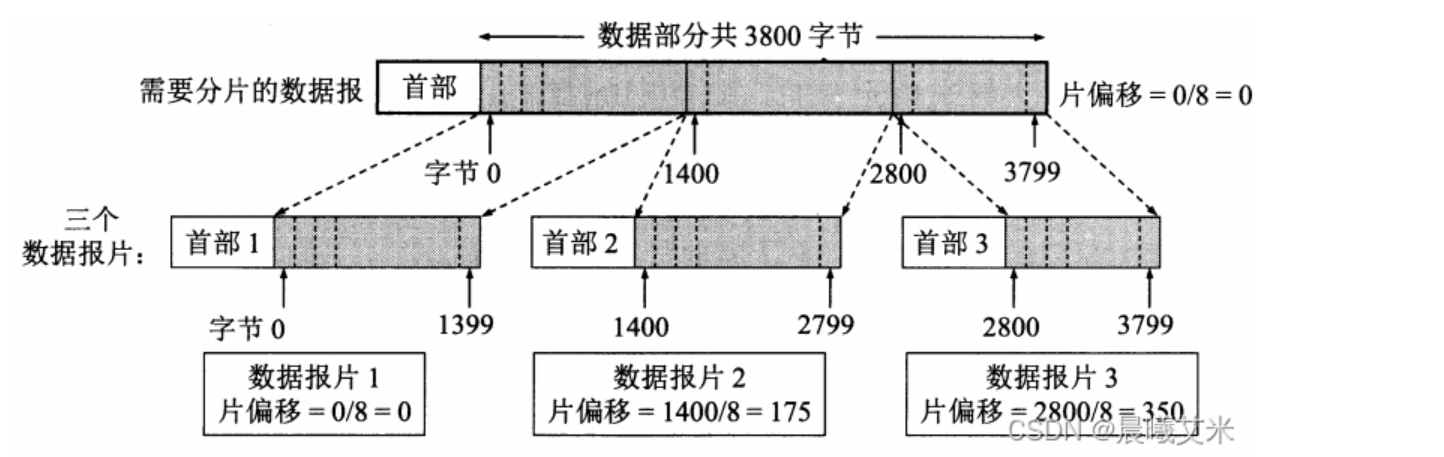 数据部分共 3800 字节
需要分片的数据报
首部
片偏移 = 0/8 = 0
字节 0
1400
2800
3799
三个
数据报片：
首部 1
首部 2
首部 3
字节 0
1399
1400
2799
2800
3799
数据报片 1
片偏移 = 0/8 = 0
数据报片 2
片偏移 = 1400/8 = 175
数据报片 3
片偏移 = 2800/8 = 350
CSDN @晨曦艾米